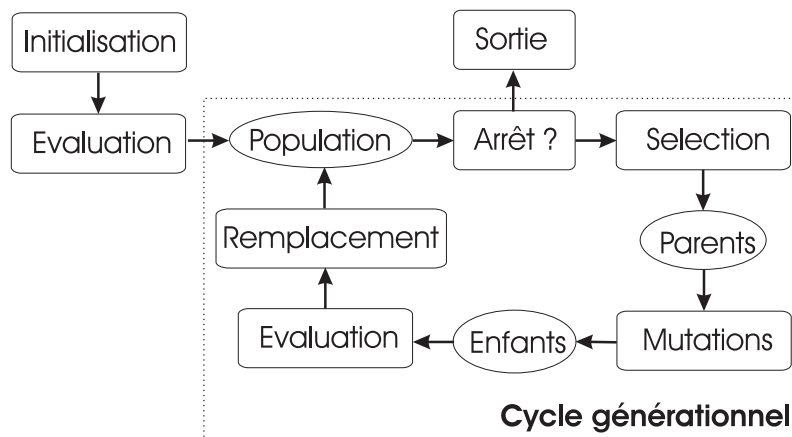 Initialisation
Sortie
Evaluation
Population
Arrêt ?
Selection
Remplacement
Parents
Evaluation
Enfants
Mutations
Cycle générationnel